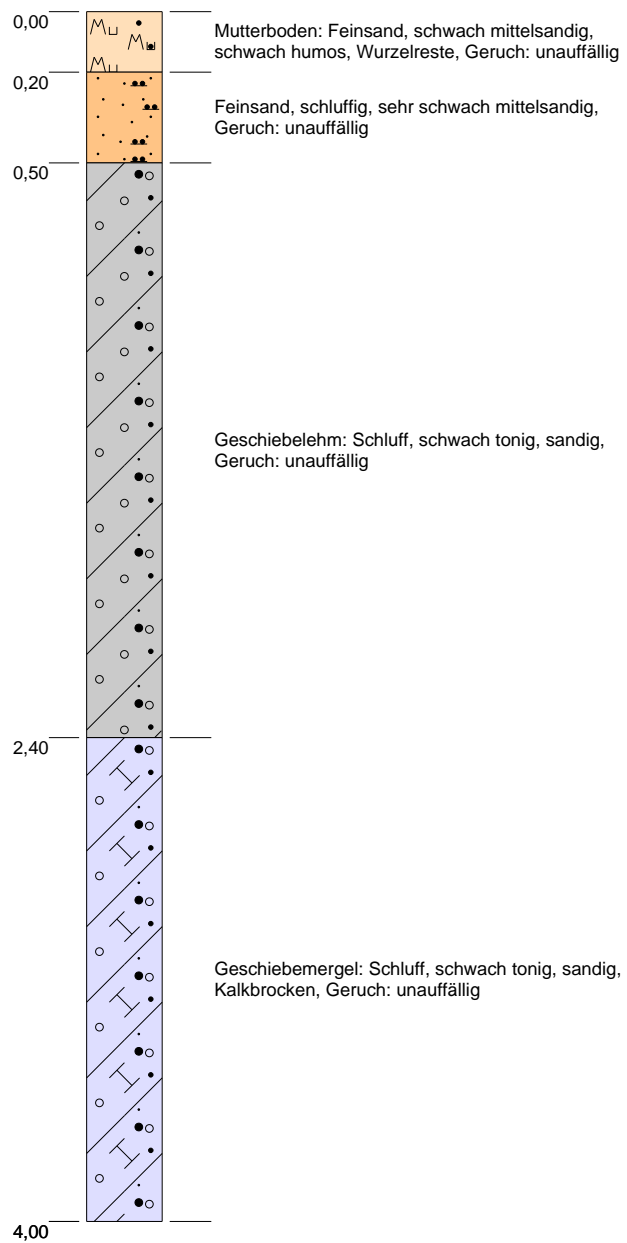 0,00
Mutterboden: Feinsand, schwach mittelsandig,
schwach humos, Wurzelreste, Geruch: unauffällig
0,20
Feinsand, schluffig, sehr schwach mittelsandig,
Geruch: unauffällig
0,50
Geschiebelehm: Schluff, schwach tonig, sandig,
Geruch: unauffällig
2,40
Geschiebemergel: Schluff, schwach tonig, sandig,
Kalkbrocken, Geruch: unauffällig
4,00